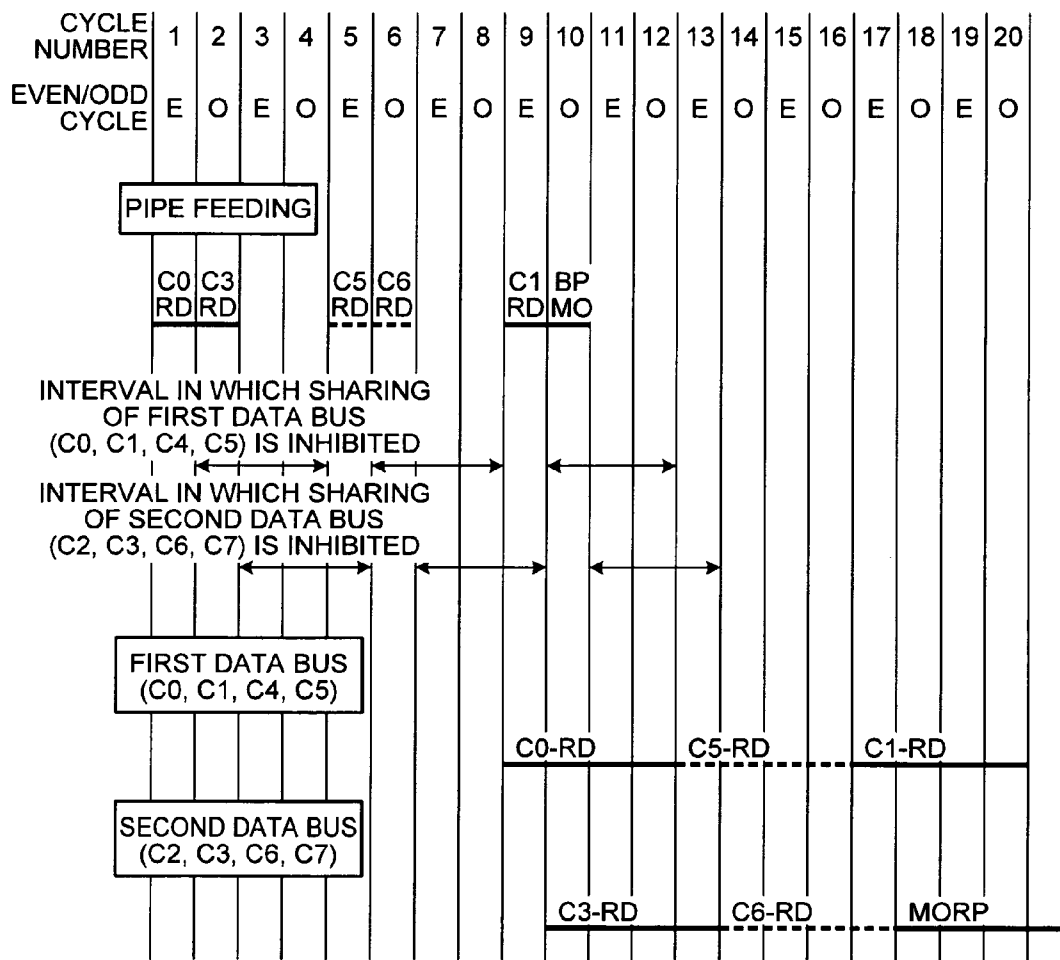 CYCLE
NUMBER 1 2 3 4 5 6 7 8 9 10 11 12 13 14 15 16 17 18 19 20
EVEN/ODD
CYCLE E O E O E O E O E O E O E O E O E O E O
PIPE FEEDING
C0 C3 C5 C6 C1 BP
RD RD RD RD RD MO
INTERVAL IN WHICH SHARING
OF FIRST DATA BUS
(C0, C1, C4, C5) IS INHIBITED
INTERVAL IN WHICH SHARING
OF SECOND DATA BUS
(C2, C3, C6, C7) IS INHIBITED
FIRST DATA BUS
(C0, C1, C4, C5)
C0-RD C5-RD C1-RD
SECOND DATA BUS
(C2, C3, C6, C7)
C3-RD C6-RD MORP